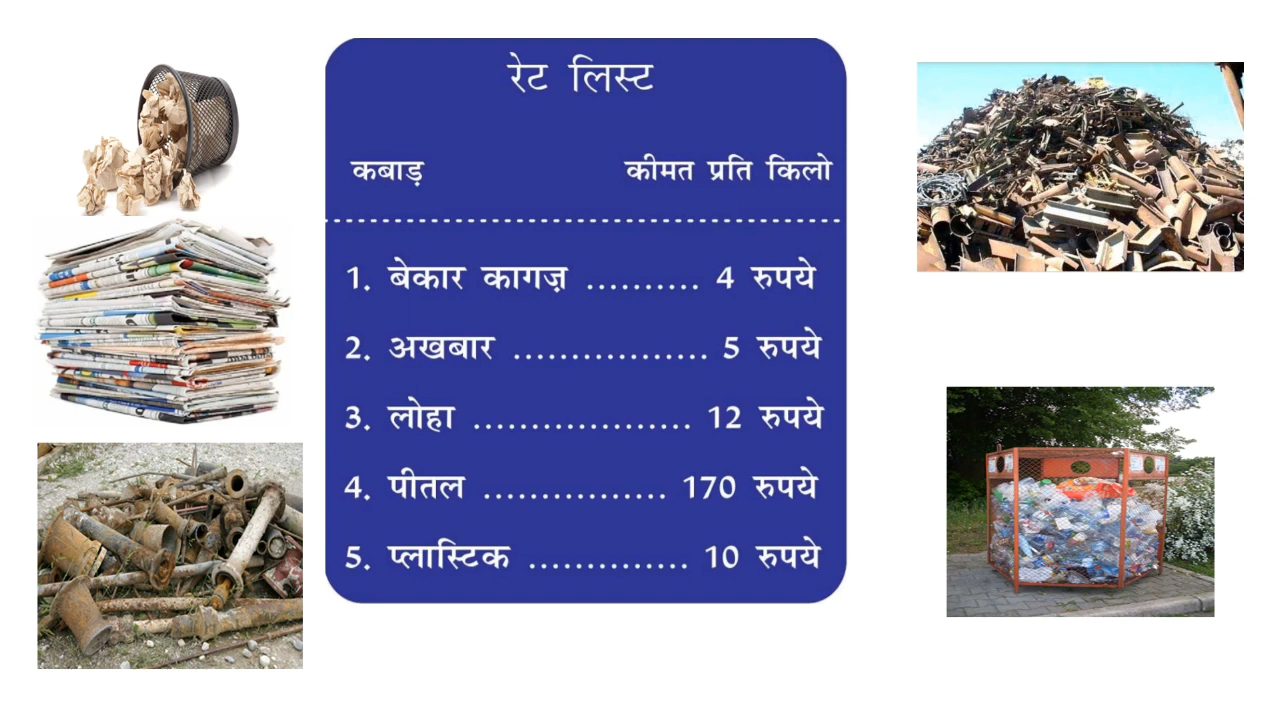 रेट लिस्ट
कबाड़ कीमत प्रति किलो
1. बेकार कागज़ .......... 4 रुपये
2. अखबार ................. 5 रुपये
3. लोहा ................... 12 रुपये
4. पीतल ................ 170 रुपये
5. प्लास्टिक .............. 10 रुपये